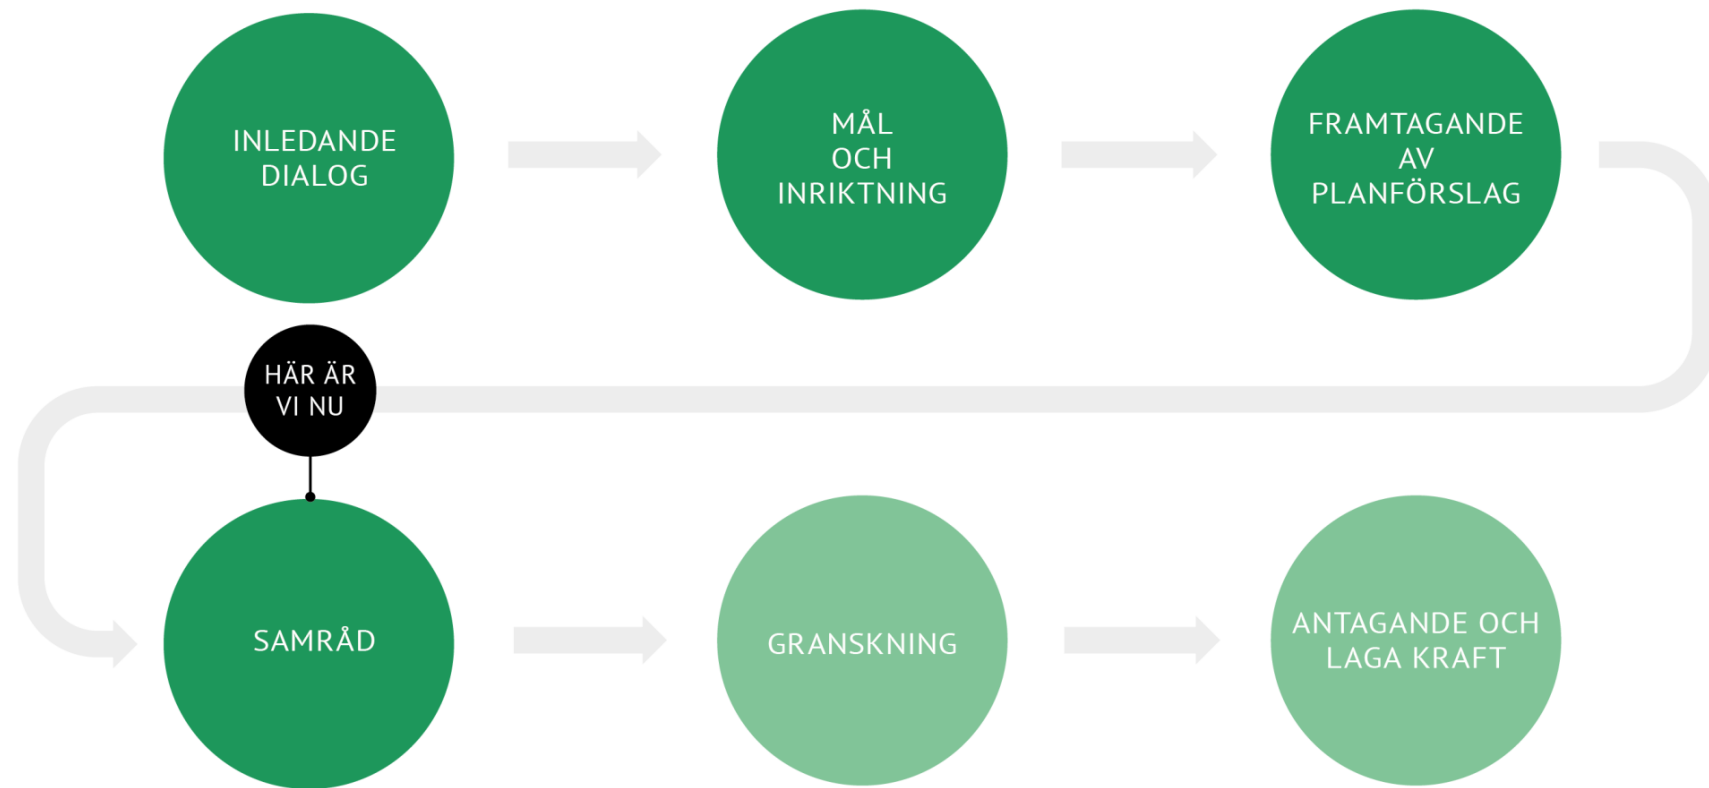 INLEDANDE
DIALOG
MÅL
OCH
INRIKTNING
FRAMTAGANDE
AV
PLANFÖRSLAG
HÄR ÄR
VI NU
SAMRÅD
GRANSKNING
ANTAGANDE OCH
LAGA KRAFT